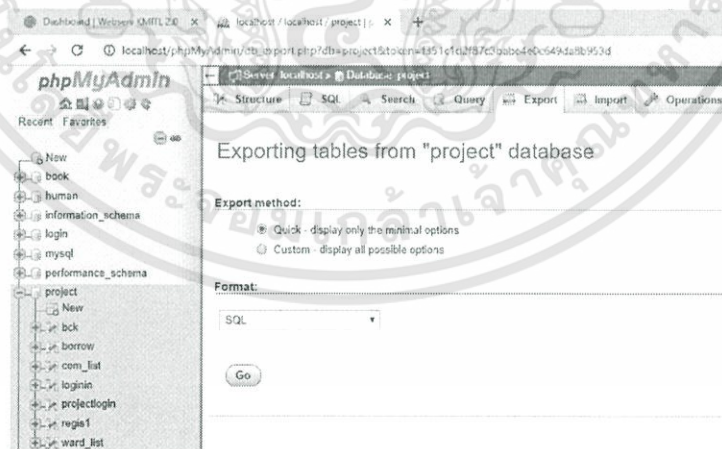 Dashboard | Webserv KMITL 2.0
localhost / localhost / project | p
localhost/phpMyAdmin/db_export.php?db=project&token=
phpMyAdmin
Recent Favorites
New
book
human
information_schema
login
mysql
performance_schema
project
New
bck
borrow
com_list
loginin
projectlogin
regis1
ward_list
Server: localhost » Database: project
Structure SQL Search Query Export Import Operations
Exporting tables from "project" database
Export method:
Quick - display only the minimal options
Custom - display all possible options
Format:
SQL
Go